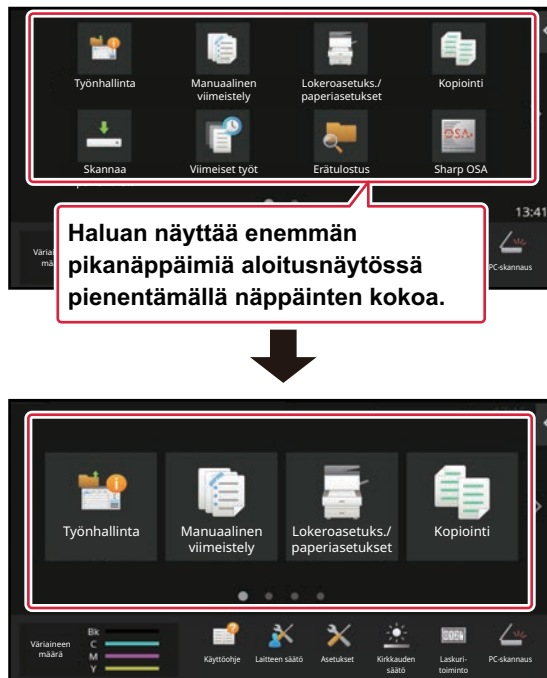 Työnhallinta
Manuaalinen
viimeistely
Lokeroasetuks./
paperiasetukset
Kopiointi
Skannaa
Viimeiset työt
Erätulostus
OSA
Sharp OSA
13:41
PC-skannaus
Haluan näyttää enemmän
pikanäppäimiä aloitusnäytössä
pienentämällä näppäinten kokoa.
Työnhallinta
Manuaalinen
viimeistely
Lokeroasetuks./
paperiasetukset
Kopiointi
Väriaineen
määrä
Bk
C
M
Y
Käyttöohje
Laitteen säätö
Asetukset
Kirkkauden
säätö
Laskuri-
toiminto
PC-skannaus